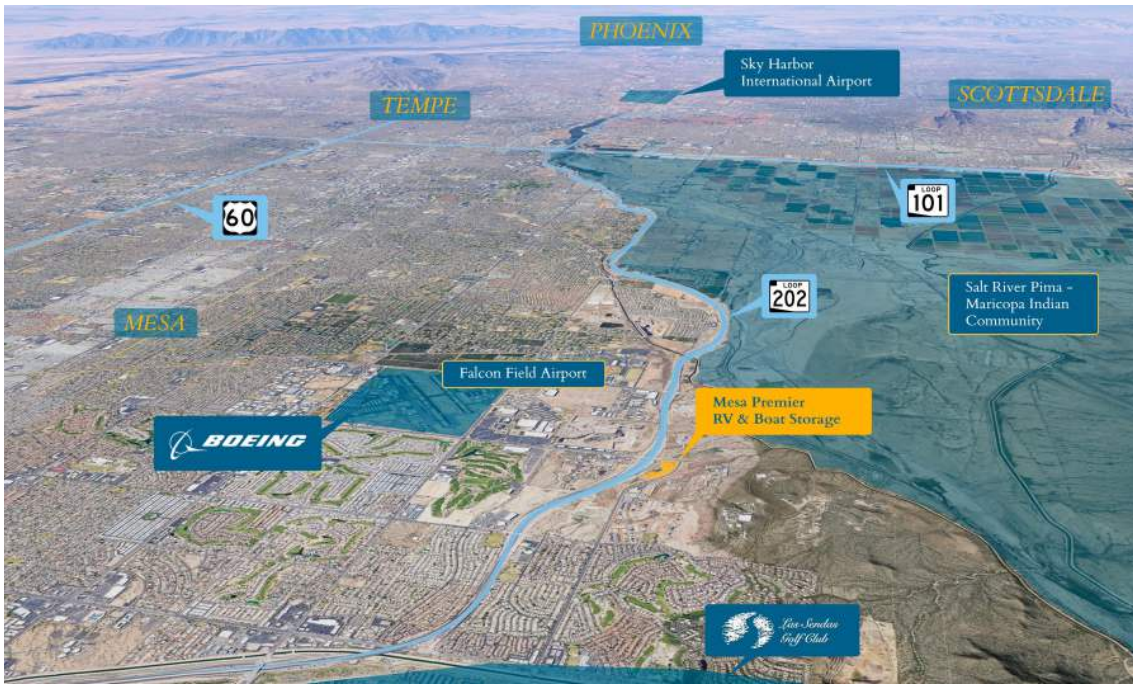 PHOENIX
Sky Harbor
International Airport
TEMPE
SCOTTSDALE
60
LOOP
101
LOOP
202
Salt River Pima -
Maricopa Indian
Community
MESA
Falcon Field Airport
Mesa Premier
RV & Boat Storage
BOEING
Las Sendas
Golf Club